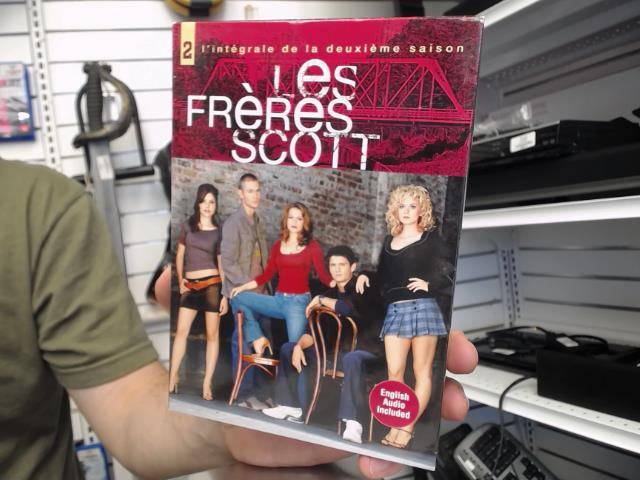 2 l'intégrale de la deuxième saison
Les
FRèRes
SCOTT
English
Audio
Included